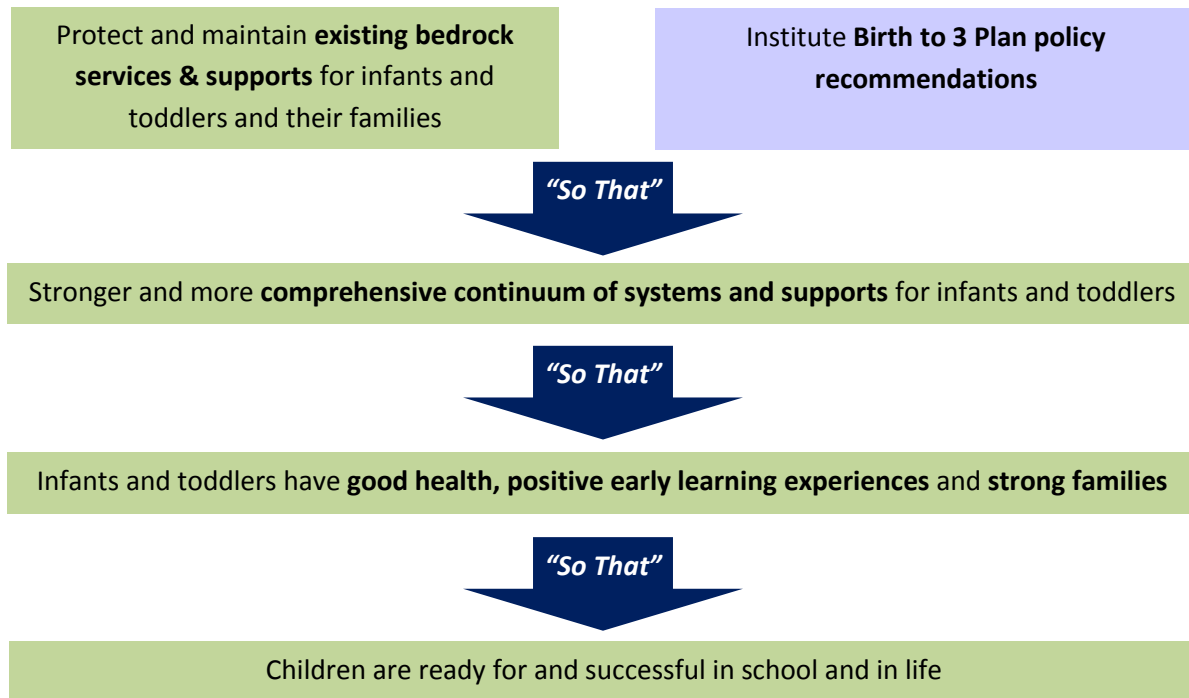 Protect and maintain existing bedrock
services & supports for infants and
toddlers and their families
Institute Birth to 3 Plan policy
recommendations
“So That”
Stronger and more comprehensive continuum of systems and supports for infants and toddlers
“So That”
Infants and toddlers have good health, positive early learning experiences and strong families
“So That”
Children are ready for and successful in school and in life